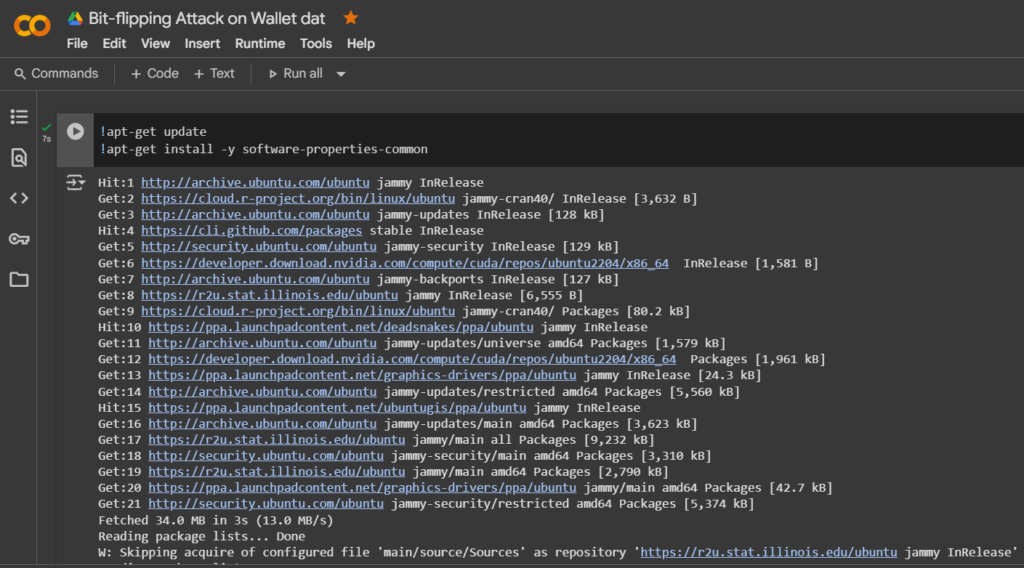 Bit-flipping Attack on Wallet dat
File Edit View Insert Runtime Tools Help
Commands + Code + Text Run all
7s
!apt-get update
!apt-get install -y software-properties-common
Hit:1 http://archive.ubuntu.com/ubuntu jammy InRelease
Get:2 https://cloud.r-project.org/bin/linux/ubuntu jammy-cran40/ InRelease [3,632 B]
Get:3 http://archive.ubuntu.com/ubuntu jammy-updates InRelease [128 kB]
Hit:4 https://cli.github.com/packages stable InRelease
Get:5 http://security.ubuntu.com/ubuntu jammy-security InRelease [129 kB]
Get:6 https://developer.download.nvidia.com/compute/cuda/repos/ubuntu2204/x86_64 InRelease [1,581 B]
Get:7 http://archive.ubuntu.com/ubuntu jammy-backports InRelease [127 kB]
Get:8 https://r2u.stat.illinois.edu/ubuntu jammy InRelease [6,555 B]
Get:9 https://cloud.r-project.org/bin/linux/ubuntu jammy-cran40/ Packages [80.2 kB]
Hit:10 https://ppa.launchpadcontent.net/deadsnakes/ppa/ubuntu jammy InRelease
Get:11 http://archive.ubuntu.com/ubuntu jammy-updates/universe amd64 Packages [1,579 kB]
Get:12 https://developer.download.nvidia.com/compute/cuda/repos/ubuntu2204/x86_64 Packages [1,961 kB]
Get:13 https://ppa.launchpadcontent.net/graphics-drivers/ppa/ubuntu jammy InRelease [24.3 kB]
Get:14 http://archive.ubuntu.com/ubuntu jammy-updates/restricted amd64 Packages [5,560 kB]
Hit:15 https://ppa.launchpadcontent.net/ubuntugis/ppa/ubuntu jammy InRelease
Get:16 http://archive.ubuntu.com/ubuntu jammy-updates/main amd64 Packages [3,623 kB]
Get:17 https://r2u.stat.illinois.edu/ubuntu jammy/main all Packages [9,232 kB]
Get:18 http://security.ubuntu.com/ubuntu jammy-security/main amd64 Packages [3,310 kB]
Get:19 https://r2u.stat.illinois.edu/ubuntu jammy/main amd64 Packages [2,790 kB]
Get:20 https://ppa.launchpadcontent.net/graphics-drivers/ppa/ubuntu jammy/main amd64 Packages [42.7 kB]
Get:21 http://security.ubuntu.com/ubuntu jammy-security/restricted amd64 Packages [5,374 kB]
Fetched 34.0 MB in 3s (13.0 MB/s)
Reading package lists... Done
W: Skipping acquire of configured file 'main/source/Sources' as repository 'https://r2u.stat.illinois.edu/ubuntu jammy InRelease'